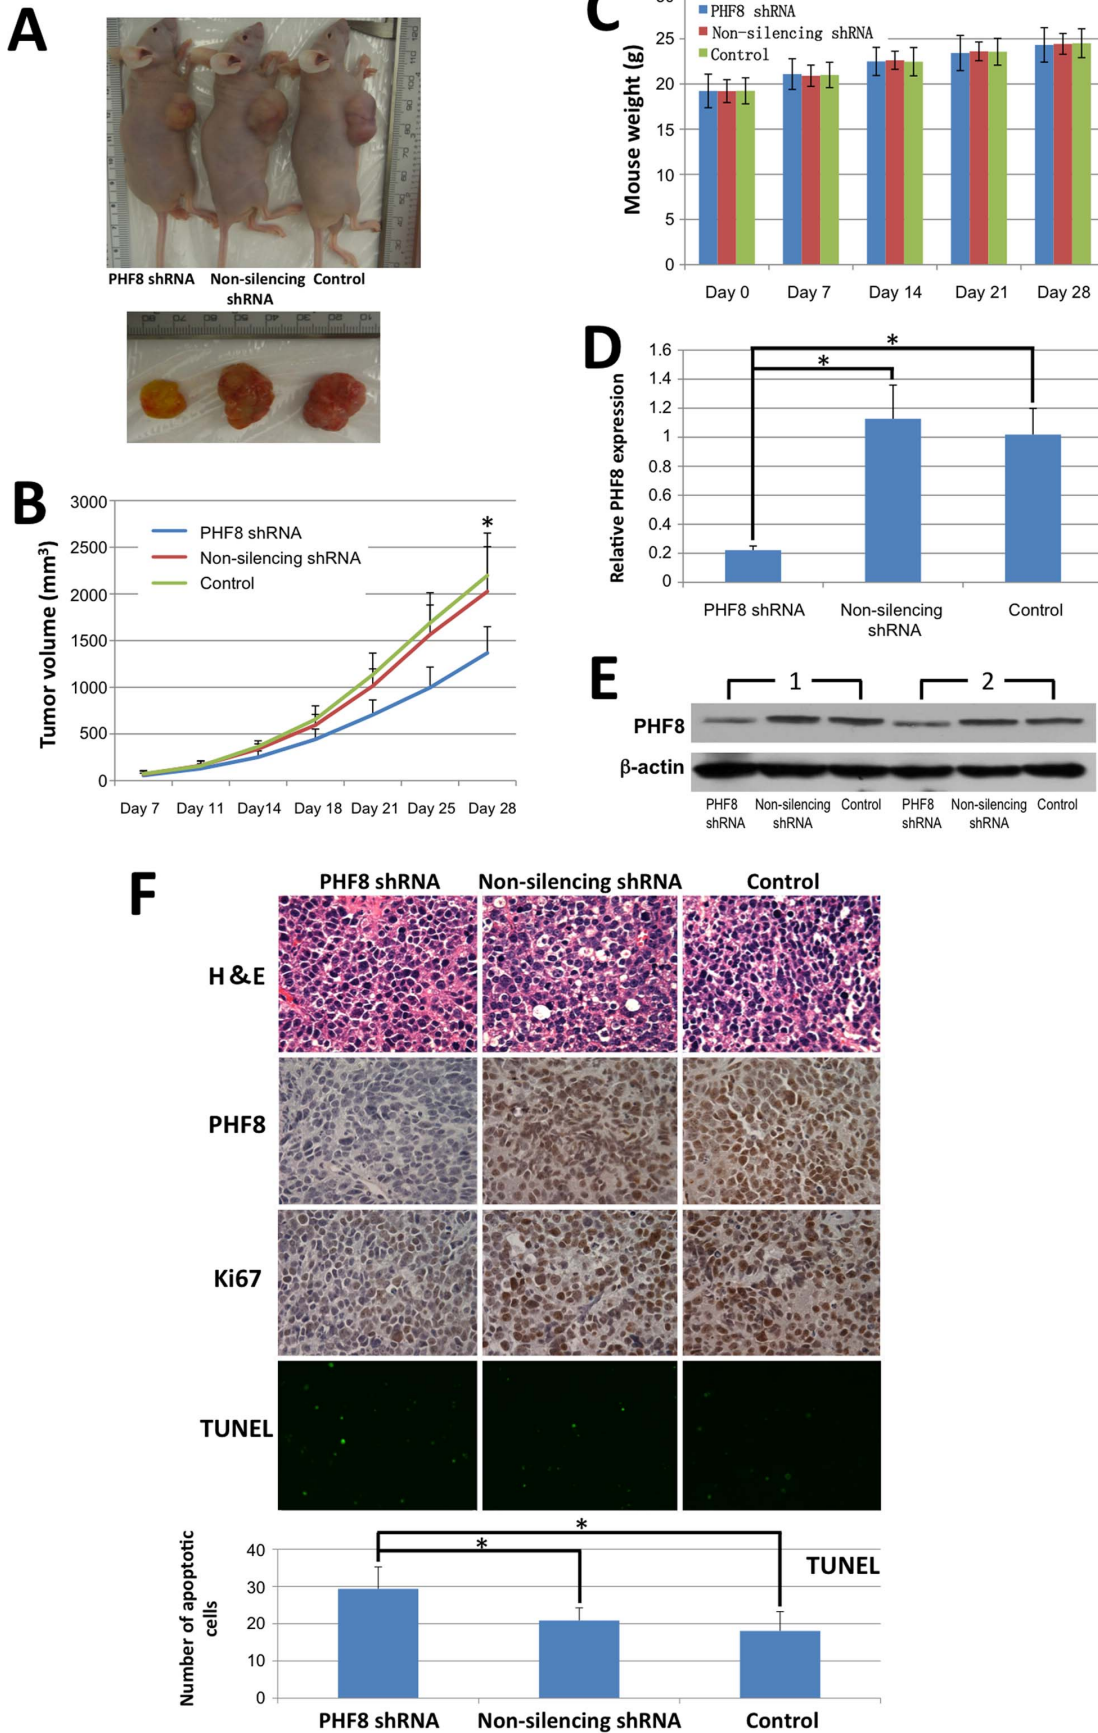 A
PHF8 shRNA Non-silencing Control
shRNA
B
3000
2500
2000
1500
1000
500
0
Tumor volume (mm³)
PHF8 shRNA
Non-silencing shRNA
Control
*
Day 7 Day 11 Day14 Day 18 Day 21 Day 25 Day 28
C
Mouse weight (g)
PHF8 shRNA
Non-silencing shRNA
Control
25
20
15
10
5
0
Day 0 Day 7 Day 14 Day 21 Day 28
D
Relative PHF8 expression
1.6
1.4
1.2
1
0.8
0.6
0.4
0.2
0
*
*
PHF8 shRNA Non-silencing Control
shRNA
E
1 2
PHF8
β-actin
PHF8 Non-silencing Control PHF8 Non-silencing Control
shRNA shRNA shRNA shRNA
F
PHF8 shRNA Non-silencing shRNA Control
H&E
PHF8
Ki67
TUNEL
Number of apoptotic
cells
40
30
20
10
0
*
*
TUNEL
PHF8 shRNA Non-silencing shRNA Control